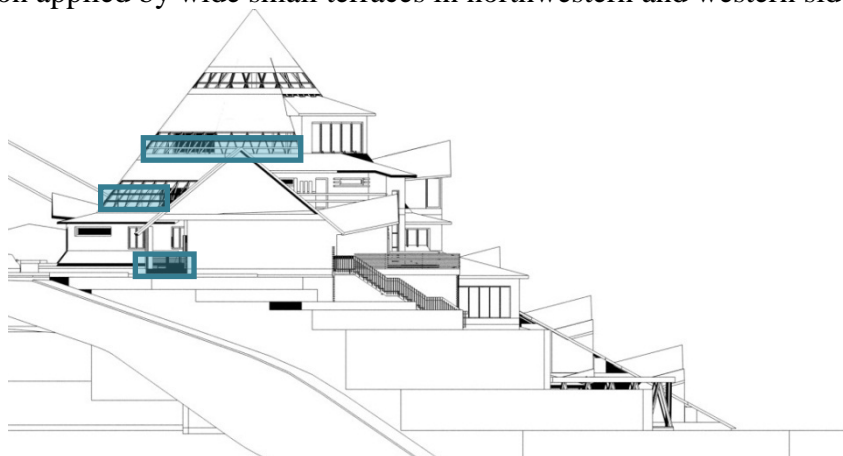 on applied by wide small terraces in northwestern and western sid